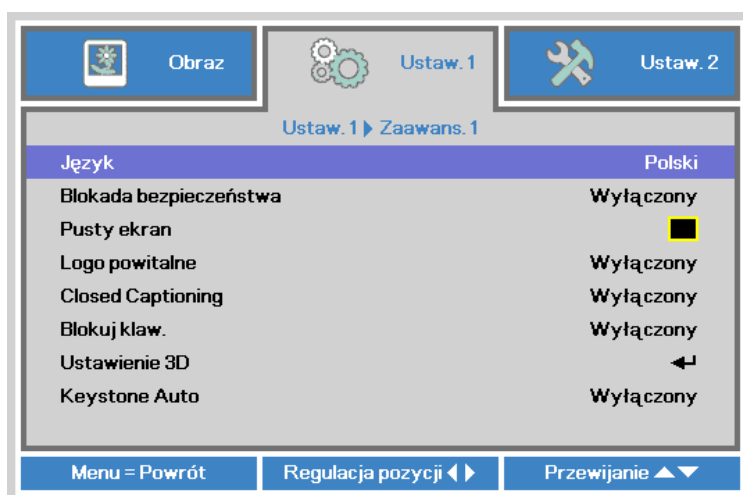 Obraz
Ustaw. 1
Ustaw. 2
Ustaw. 1 Zaawans. 1
Język Polski
Blokada bezpieczeństwa Wyłączony
Pusty ekran
Logo powitalne Wyłączony
Closed Captioning Wyłączony
Blokuj klaw. Wyłączony
Ustawienie 3D
Keystone Auto Wyłączony
Menu = Powrót Regulacja pozycji Przewijanie